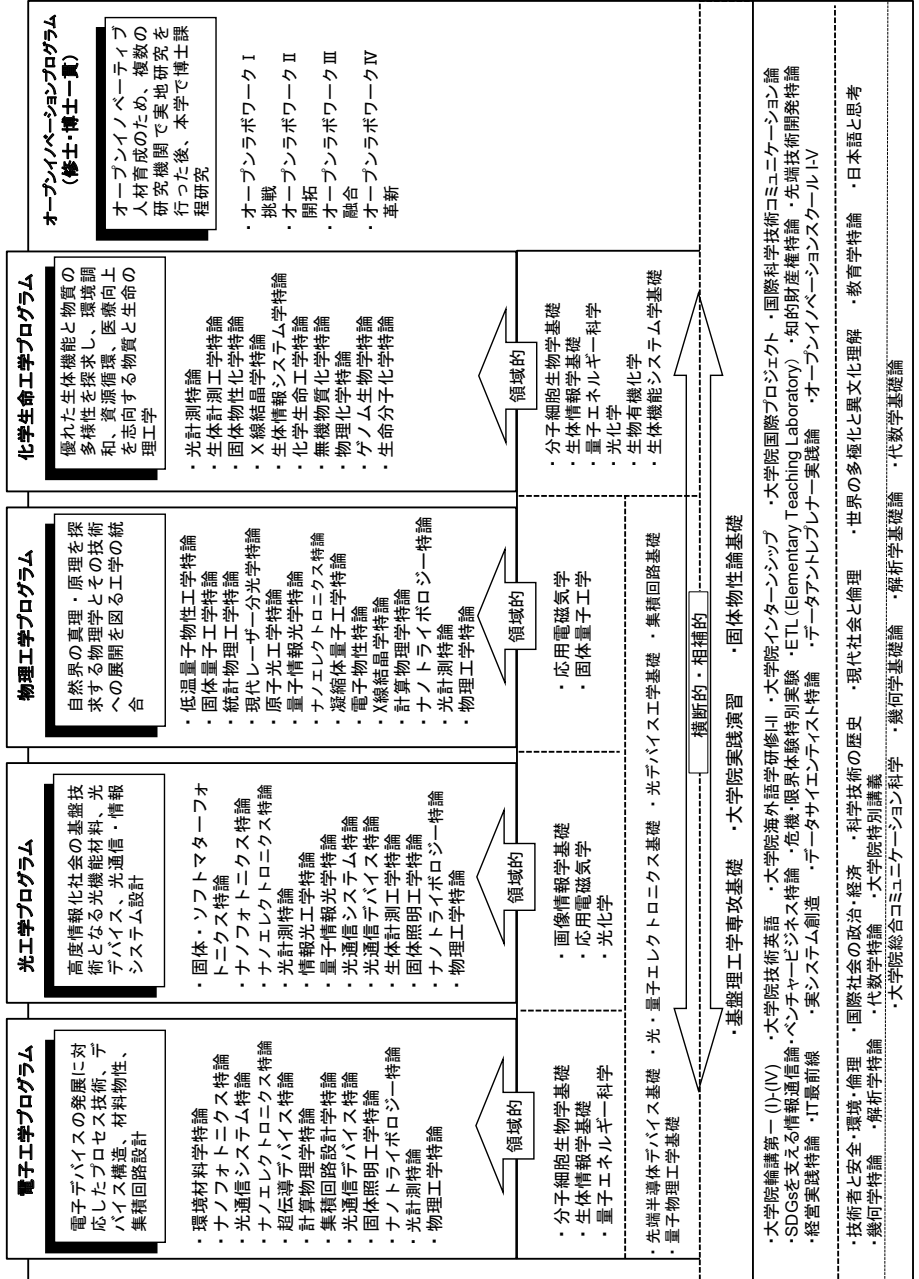 電子工学プログラム
電子デバイスの発展に対
応したプロセス技術、デ
バイス構造、材料物性、
集積回路設計
・環境材料学特論
・ナノフォトニクス特論
・光通信システム特論
・ナノエレクトロニクス特論
・超伝導デバイス特論
・計算物理学特論
・集積回路設計学特論
・光通信デバイス特論
・固体照明工学特論
・ナノトライボロジー特論
・光計測特論
・物理工学特論
領域的
・分子細胞生物学基礎
・生体情報学基礎
・量子エネルギー科学
光工学プログラム
高度情報化社会の基盤技
術となる光機能材料、光
デバイス、光通信・情報
システム設計
・固体・ソフトマターフォ
トニクス特論
・ナノフォトニクス特論
・ナノエレクトロニクス特論
・光計測特論
・情報光工学特論
・量子情報光学特論
・光通信システム特論
・光通信デバイス特論
・生体計測工学特論
・固体照明工学特論
・ナノトライボロジー特論
・物理工学特論
領域的
・画像情報学基礎
・応用電磁気学
・光化学
物理工学プログラム
自然界の真理・原理を探
求する物理学とその技術
への展開を図る工学の統
合
・低温量子物性工学特論
・固体量子工学特論
・統計物理工学特論
・現代レーザー分光学特論
・原子光工学特論
・量子情報光学特論
・ナノエレクトロニクス特論
・凝縮体量子工学特論
・電子物性特論
・X線結晶学特論
・計算物理学特論
・ナノトライボロジー特論
・光計測特論
・物理工学特論
領域的
・応用電磁気学
・固体量子工学
化学生命工学プログラム
優れた生体機能と物質の
多様性を探求し、環境調
和、資源循環、医療向上
を志向する物質と生命の
理工学
・光計測特論
・生体計測工学特論
・固体物性化学特論
・X線結晶学特論
・生体情報システム学特論
・化学生命工学特論
・無機物質化学特論
・物理化学特論
・ゲノム生物学特論
・生命分子化学特論
領域的
・分子細胞生物学基礎
・生体情報学基礎
・量子エネルギー科学
・光化学
・生物有機化学
・生体機能システム学基礎
オープンイノベーションプログラム
(修士・博士一貫)
オープンイノベーティブ
人材育成のため、複数の
研究機関で実地研究を
行った後、本学で博士課
程研究
・オープンラボワークⅠ
挑戦
・オープンラボワークⅡ
開拓
・オープンラボワークⅢ
融合
・オープンラボワークⅣ
革新
・先端半導体デバイス基礎 ・光・量子エレクトロニクス基礎 ・光デバイス工学基礎 ・集積回路基礎
・量子物理工学基礎
横断的・相補的
・基盤理工学専攻基礎 ・大学院実践演習 ・固体物性論基礎
・大学院輪講第一 (I)-(IV) ・大学院技術英語 ・大学院海外語学研修I-II ・大学院インターンシップ ・大学院国際プロジェクト ・国際科学技術コミュニケーション論
・SDGsを支える情報通信論 ・ベンチャービジネス特論 ・危機・限界体験特別実験 ・ETL (Elementary Teaching Laboratory) ・知的財産権特論 ・先端技術開発特論
・経営実践特論 ・IT最前線 ・実システム創造 ・データサイエンティスト特論 ・データアントレプレナー実践論 ・オープンイノベーションスクール I-V
・技術者と安全・環境・倫理 ・国際社会の政治・経済 ・科学技術の歴史 ・現代社会と倫理 ・世界の多極化と異文化理解 ・教育学特論 ・日本語と思考
・幾何学特論 ・解析学特論 ・代数学特論 ・大学院特別講義
・大学院総合コミュニケーション科学 ・幾何学基礎論 ・解析学基礎論 ・代数学基礎論